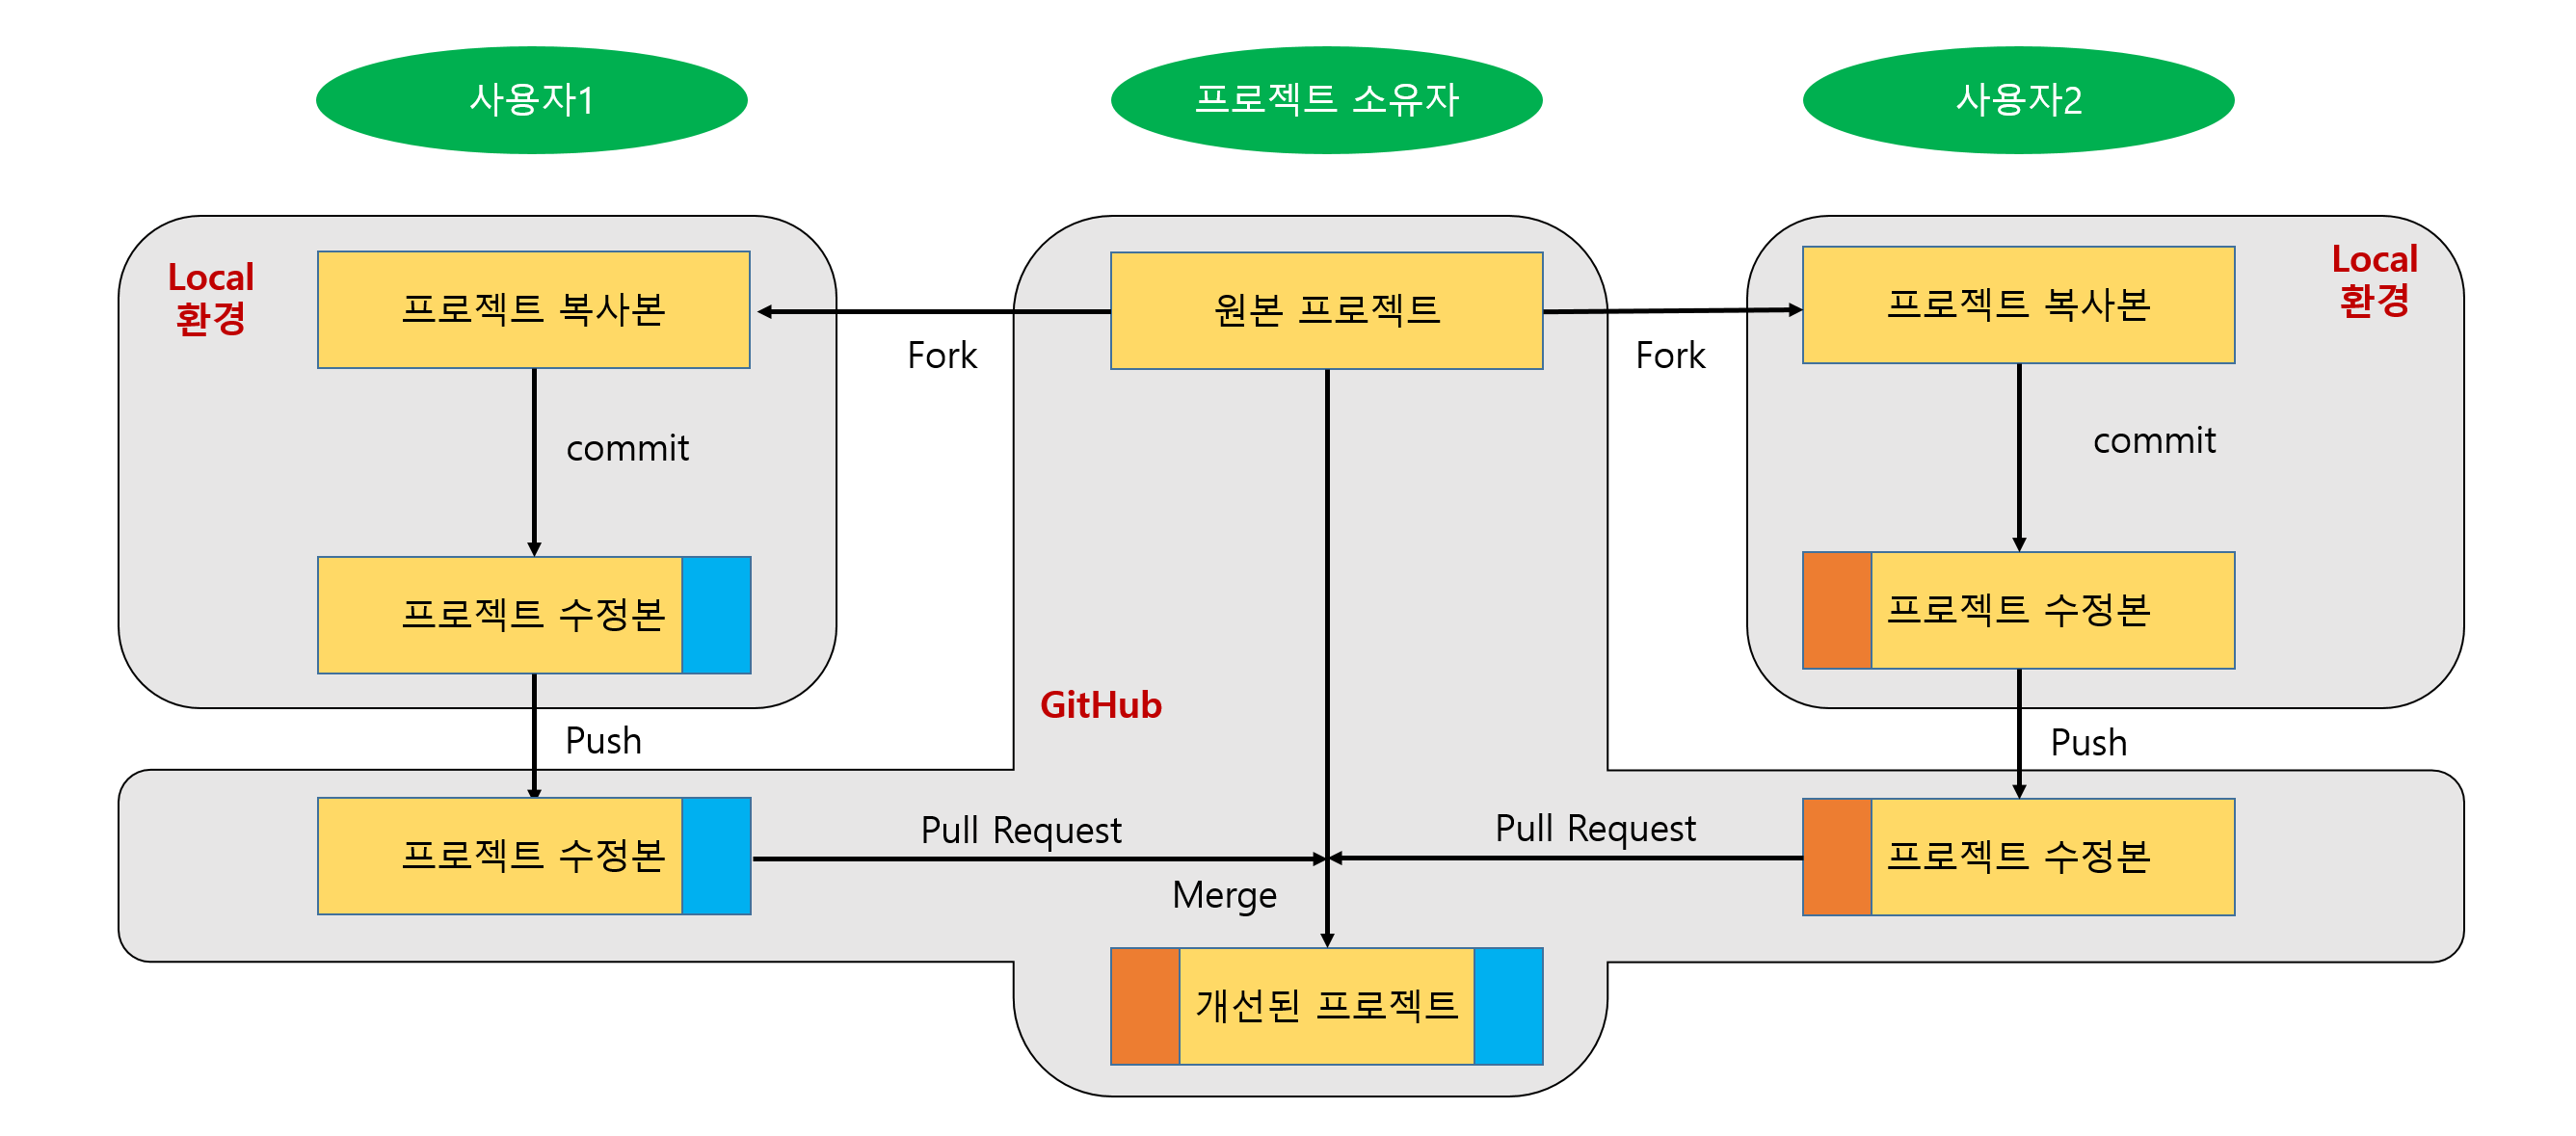 사용자1
프로젝트 소유자
사용자2
Local
환경
프로젝트 복사본
원본 프로젝트
프로젝트 복사본
Local
환경
Fork
Fork
commit
commit
프로젝트 수정본
프로젝트 수정본
GitHub
Push
Push
프로젝트 수정본
Pull Request
Pull Request
프로젝트 수정본
Merge
개선된 프로젝트